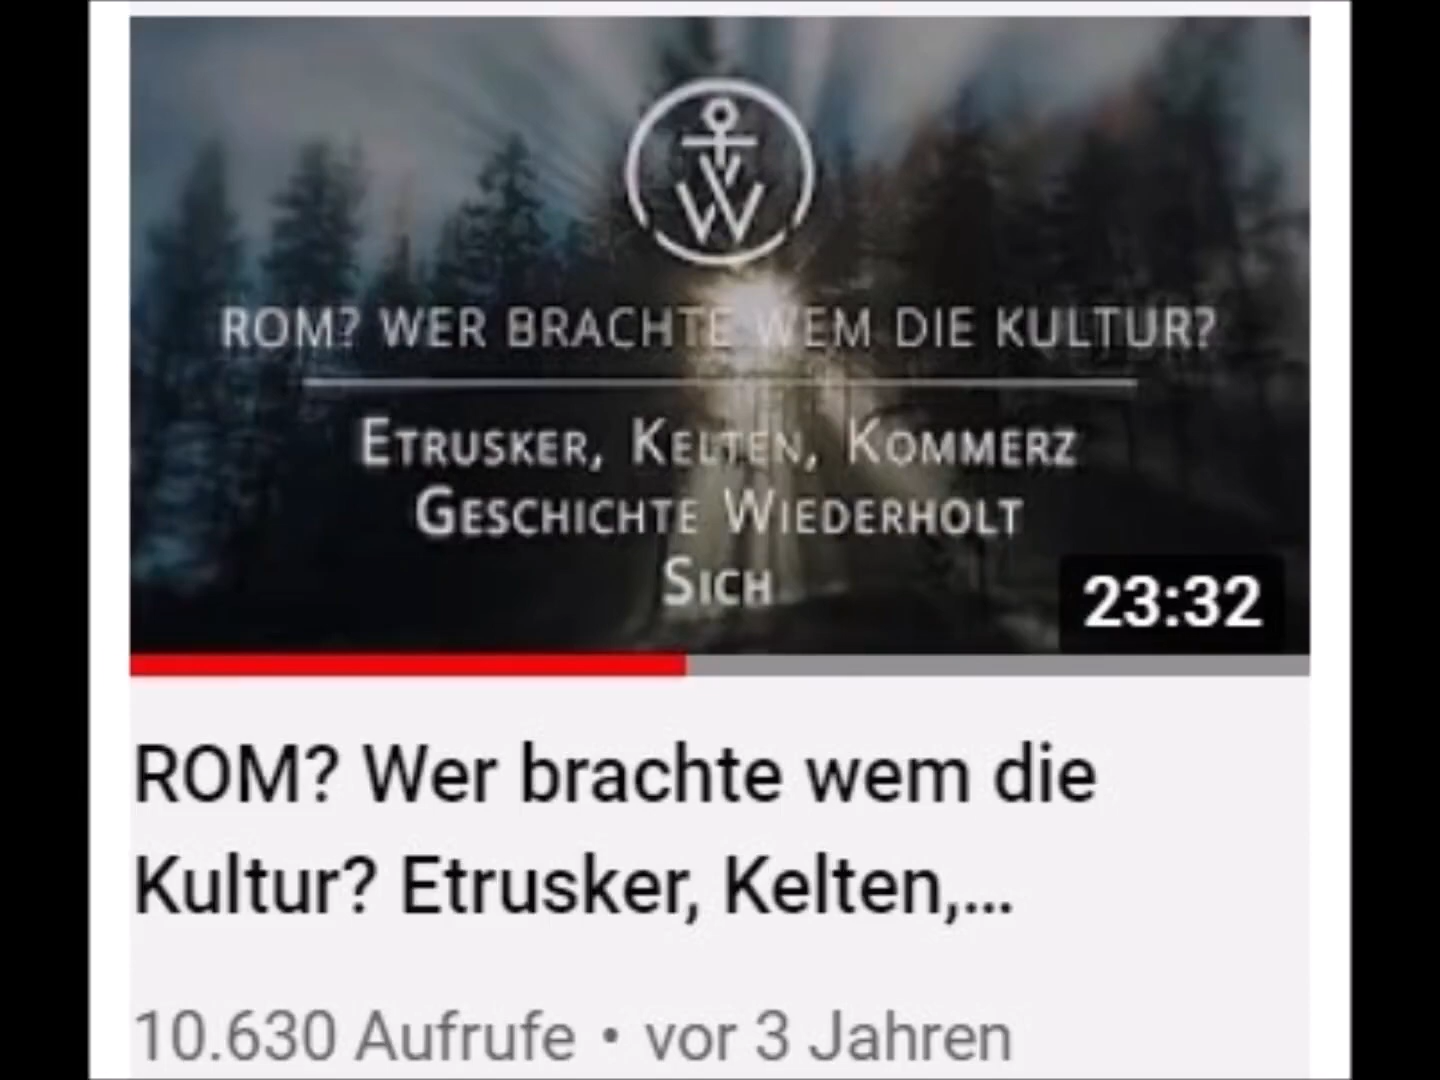 W
ROM? WER BRACHTE WEM DIE KULTUR?
ETRUSKER, KELTEN, KOMMERZ
GESCHICHTE WIEDERHOLT
SICH
23:32
ROM? Wer brachte wem die
Kultur? Etrusker, Kelten,...
10.630 Aufrufe • vor 3 Jahren